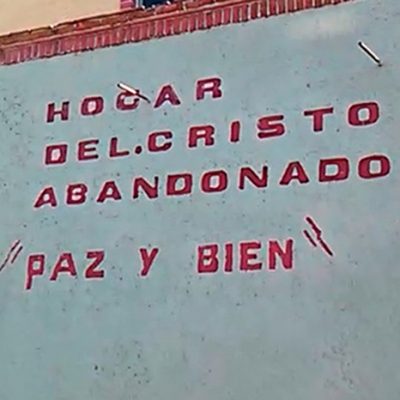 HOGAR
DEL.CRISTO
ABANDONADO
"PAZ Y BIEN"